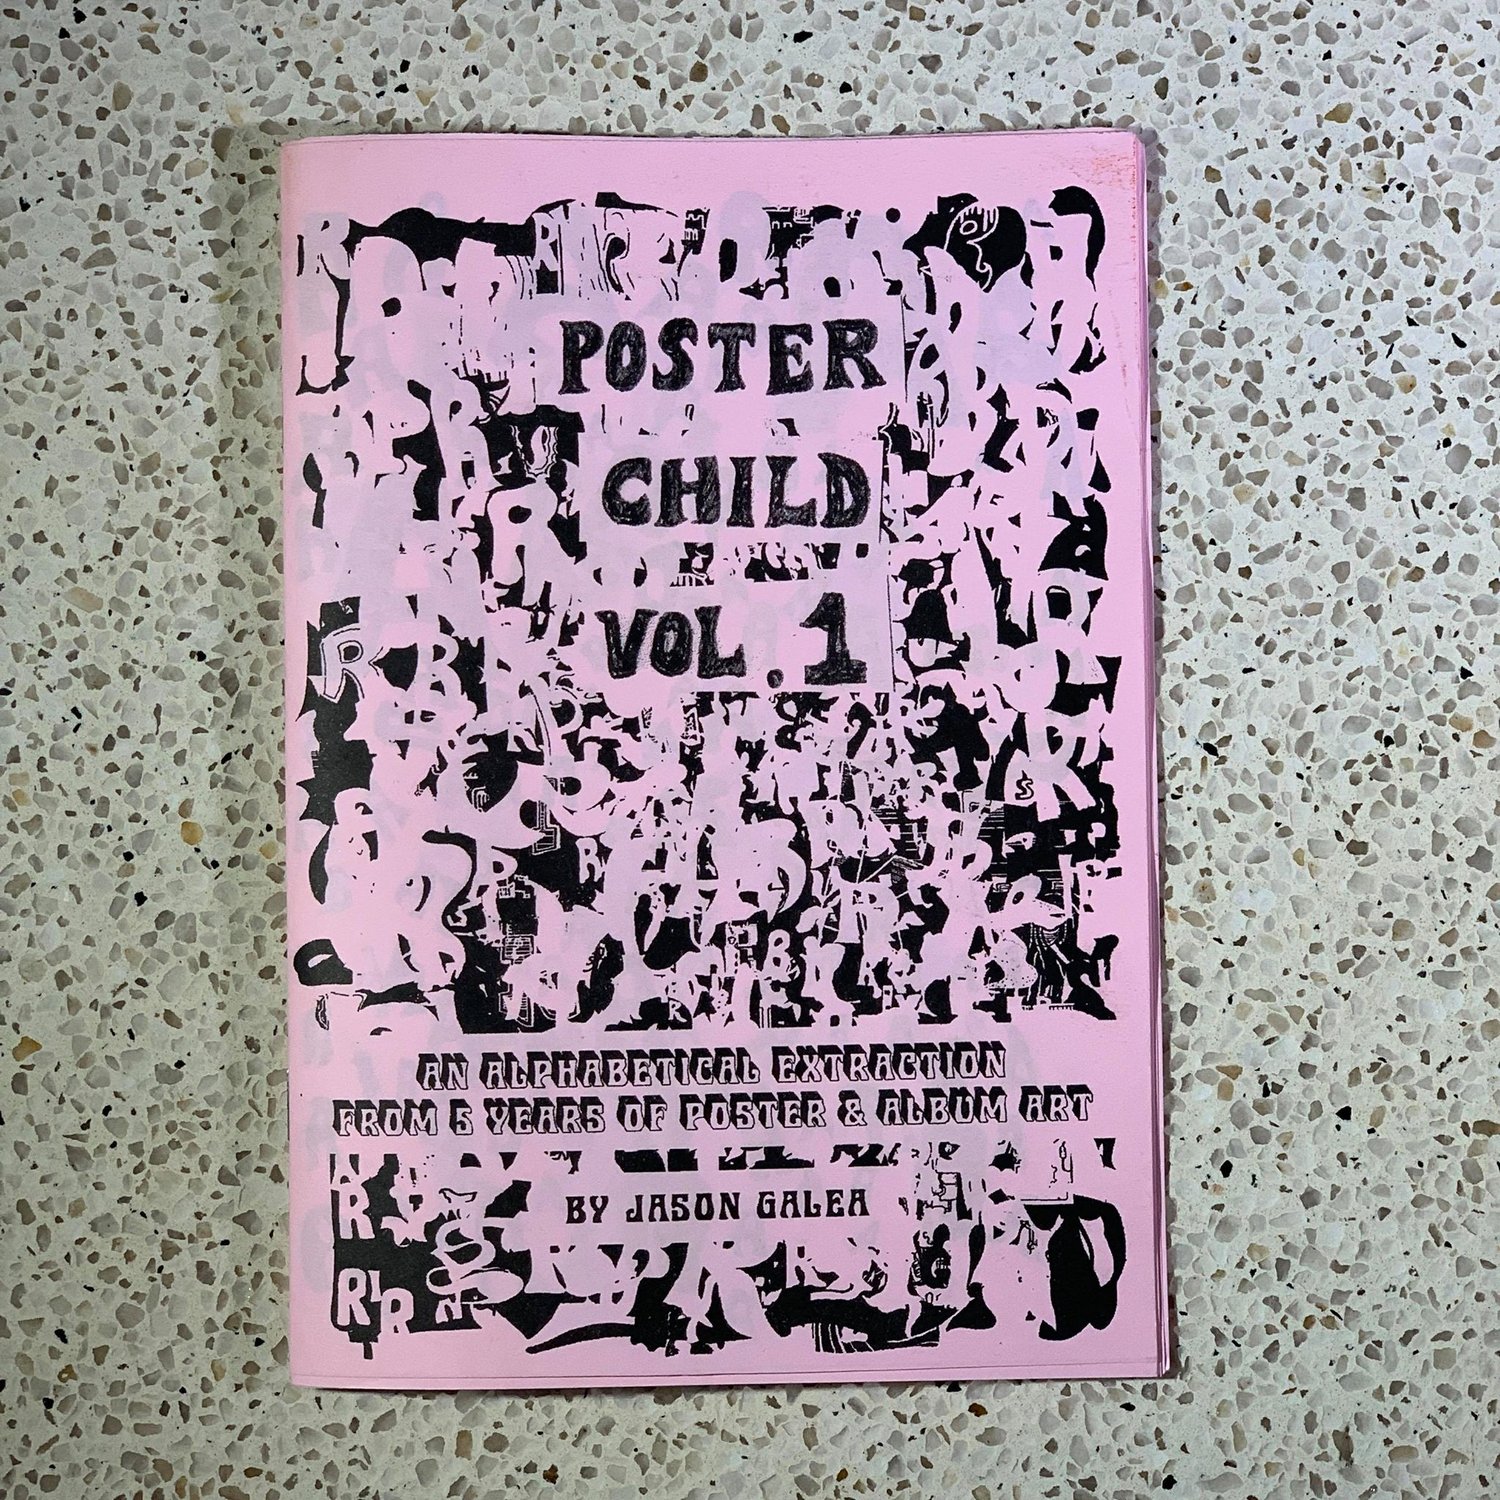 POSTER
CHILD
VOL. 1
AN ALPHABETICAL EXTRACTION
FROM 5 YEARS OF POSTER & ALBUM ART
BY JASON GALEA